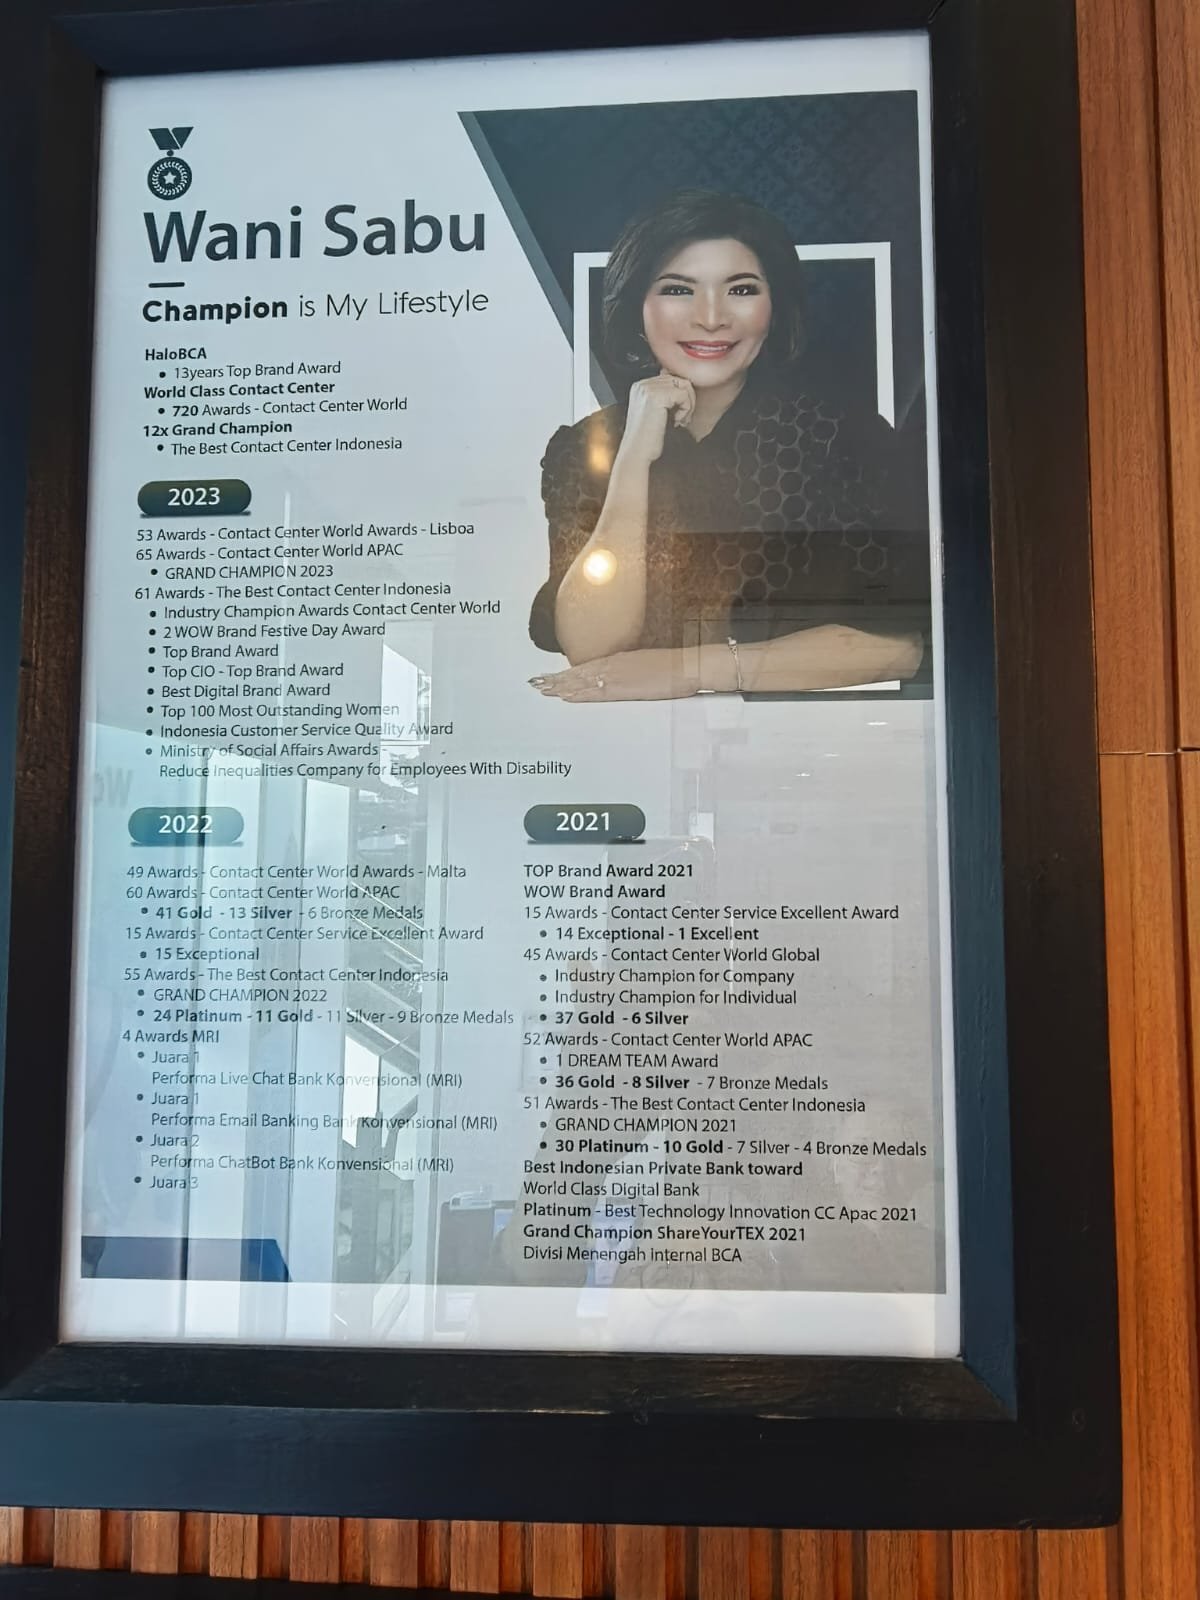 Wani Sabu
Champion is My Lifestyle
HaloBCA
• 13years Top Brand Award
World Class Contact Center
• 720 Awards - Contact Center World
12x Grand Champion
• The Best Contact Center Indonesia
2023
53 Awards - Contact Center World Awards - Lisboa
65 Awards - Contact Center World APAC
• GRAND CHAMPION 2023
61 Awards - The Best Contact Center Indonesia
• Industry Champion Awards Contact Center World
• 2 WOW Brand Festive Day Award
• Top Brand Award
• Top CIO - Top Brand Award
• Best Digital Brand Award
• Top 100 Most Outstanding Women
• Indonesia Customer Service Quality Award
• Ministry of Social Affairs Awards -
Reduce Inequalities Company for Employees With Disability
2022
49 Awards - Contact Center World Awards - Malta
60 Awards - Contact Center World APAC
• 41 Gold - 13 Silver - 6 Bronze Medals
15 Awards - Contact Center Service Excellent Award
• 15 Exceptional
55 Awards - The Best Contact Center Indonesia
• GRAND CHAMPION 2022
• 24 Platinum - 11 Gold - 11 Silver - 9 Bronze Medals
4 Awards MRI
• Juara 1
Performa Live Chat Bank Konvensional (MRI)
• Juara 1
Performa Email Banking Bank Konvensional (MRI)
• Juara 2
Performa ChatBot Bank Konvensional (MRI)
• Juara 3
2021
TOP Brand Award 2021
WOW Brand Award
15 Awards - Contact Center Service Excellent Award
• 14 Exceptional - 1 Excellent
45 Awards - Contact Center World Global
• Industry Champion for Company
• Industry Champion for Individual
• 37 Gold - 6 Silver
52 Awards - Contact Center World APAC
• 1 DREAM TEAM Award
• 36 Gold - 8 Silver - 7 Bronze Medals
51 Awards - The Best Contact Center Indonesia
• GRAND CHAMPION 2021
• 30 Platinum - 10 Gold - 7 Silver - 4 Bronze Medals
Best Indonesian Private Bank toward
World Class Digital Bank
Platinum - Best Technology Innovation CC Apac 2021
Grand Champion ShareYourTEX 2021
Divisi Menengah internal BCA